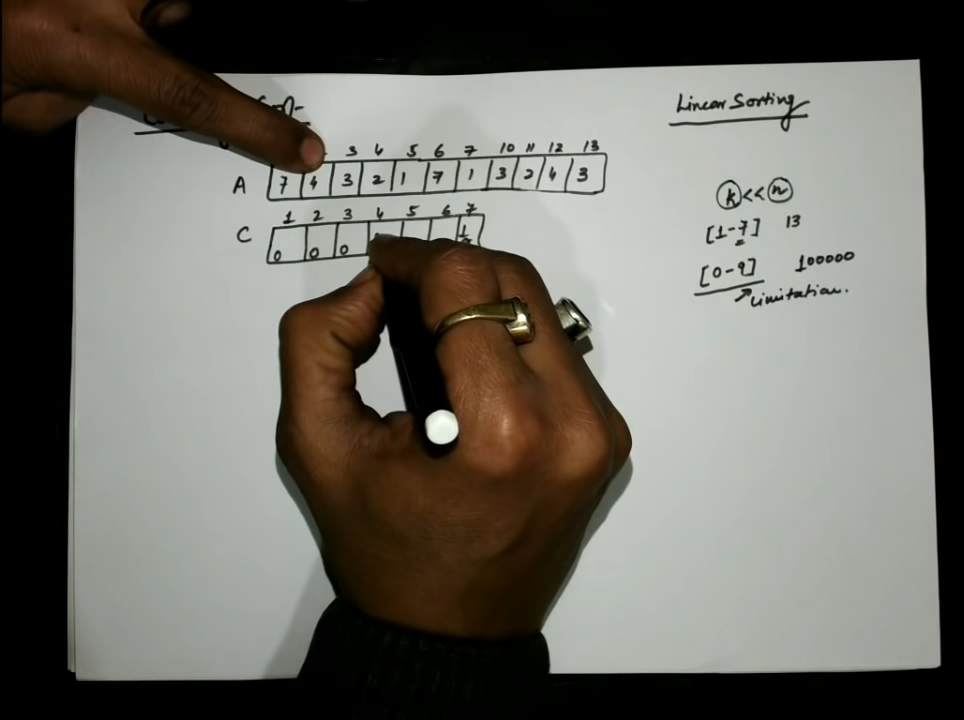 Linear Sorting
3 4 5 6 7 10 11 12 13
A 7 4 3 2 1 7 1 3 2 4 3
k << n
1 2 3 4 5 6 7
[1-7] 13
C 0 0 0 1
[0-9] 100000
limitation.